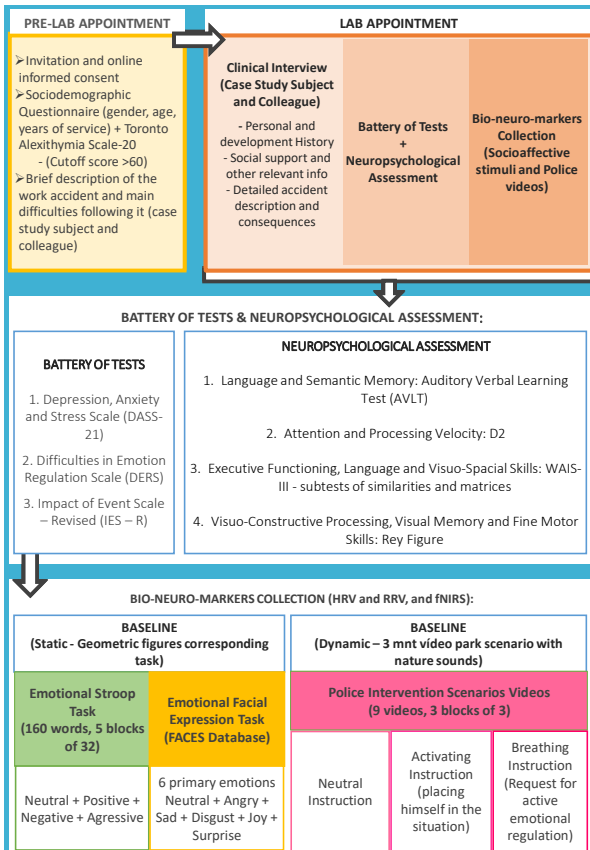 PRE-LAB APPOINTMENT
➢Invitation and online
informed consent
➢Sociodemographic
Questionnaire (gender, age,
years of service) + Toronto
Alexithymia Scale-20
- (Cutoff score >60)
➢Brief description of
the work accident and main
difficulties following it (case
study subject and
colleague)
LAB APPOINTMENT
Clinical Interview
(Case Study Subject
and Colleague)
- Personal and
development History
- Social support and
other relevant info
- Detailed accident
description and
consequences
Battery of Tests
+
Neuropsychological
Assessment
Bio-neuro-markers
Collection
(Socioaffective
stimuli and Police
videos)
BATTERY OF TESTS & NEUROPSYCHOLOGICAL ASSESSMENT:
BATTERY OF TESTS
1. Depression, Anxiety
and Stress Scale (DASS-
21)
2. Difficulties in Emotion
Regulation Scale (DERS)
3. Impact of Event Scale
– Revised (IES – R)
NEUROPSYCHOLOGICAL ASSESSMENT
1. Language and Semantic Memory: Auditory Verbal Learning
Test (AVLT)
2. Attention and Processing Velocity: D2
3. Executive Functioning, Language and Visuo-Spacial Skills: WAIS-
III - subtests of similarities and matrices
4. Visuo-Constructive Processing, Visual Memory and Fine Motor
Skills: Rey Figure
BIO-NEURO-MARKERS COLLECTION (HRV and RRV, and fNIRS):
BASELINE
(Static - Geometric figures corresponding
task)
Emotional Stroop
Task
(160 words, 5 blocks
of 32)
Emotional Facial
Expression Task
(FACES Database)
Neutral + Positive +
Negative + Agressive
6 primary emotions
Neutral + Angry +
Sad + Disgust + Joy +
Surprise
BASELINE
(Dynamic – 3 mnt vídeo park scenario with
nature sounds)
Police Intervention Scenarios Videos
(9 videos, 3 blocks of 3)
Neutral
Instruction
Activating
Instruction
(placing
himself in the
situation)
Breathing
Instruction
(Request for
active
emotional
regulation)